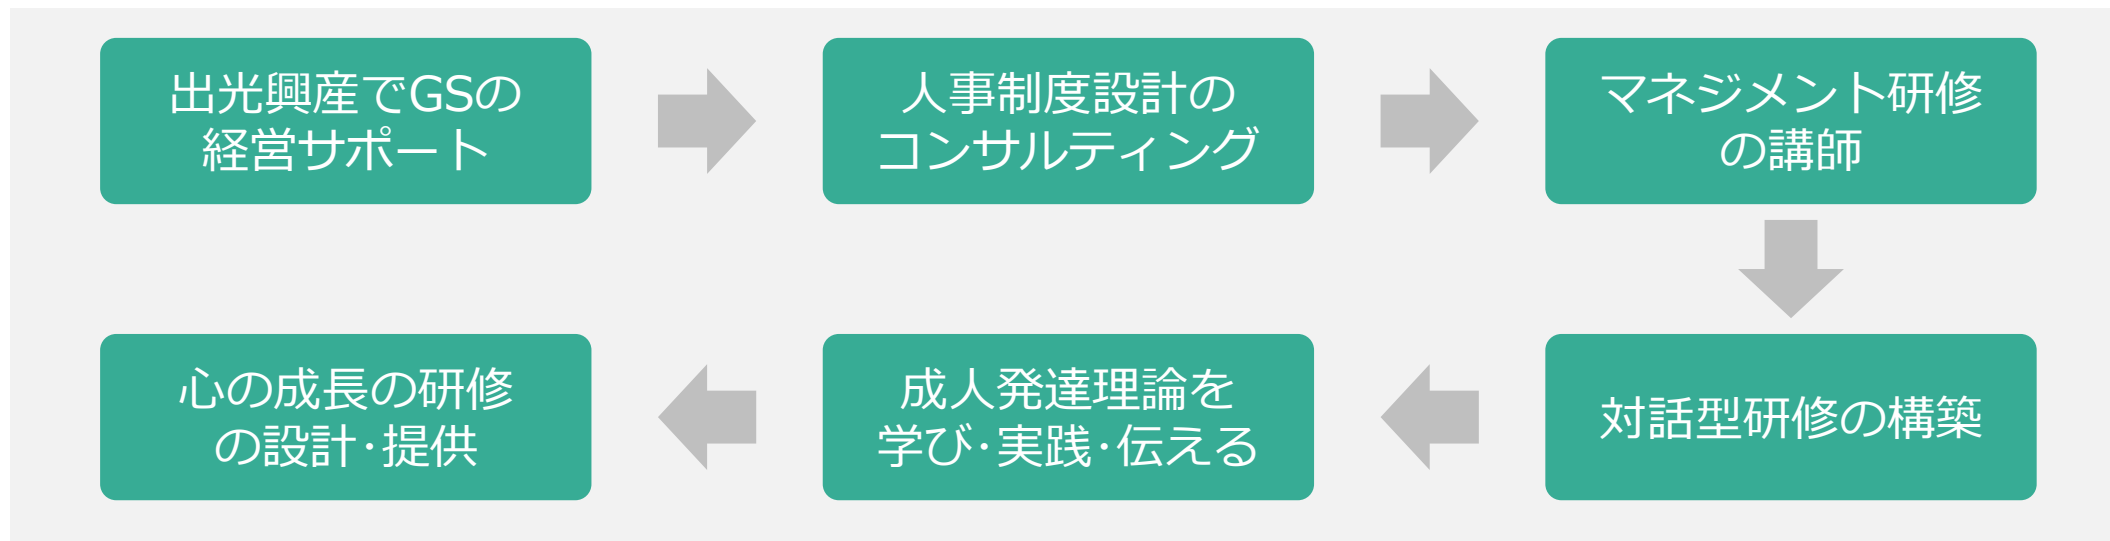 出光興産でGSの
経営サポート
人事制度設計の
コンサルティング
マネジメント研修
の講師
対話型研修の構築
成人発達理論を
学び･実践･伝える
心の成長の研修
の設計･提供